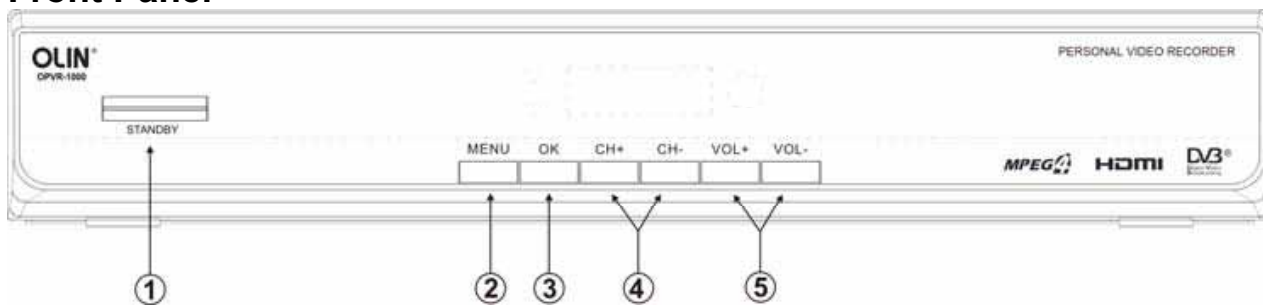 Front Panel
OLIN®
OPVR-1000
PERSONAL VIDEO RECORDER
STANDBY
MENU OK CH+ CH- VOL+ VOL-
MPEG4 HDMI DVB®
1 2 3 4 5